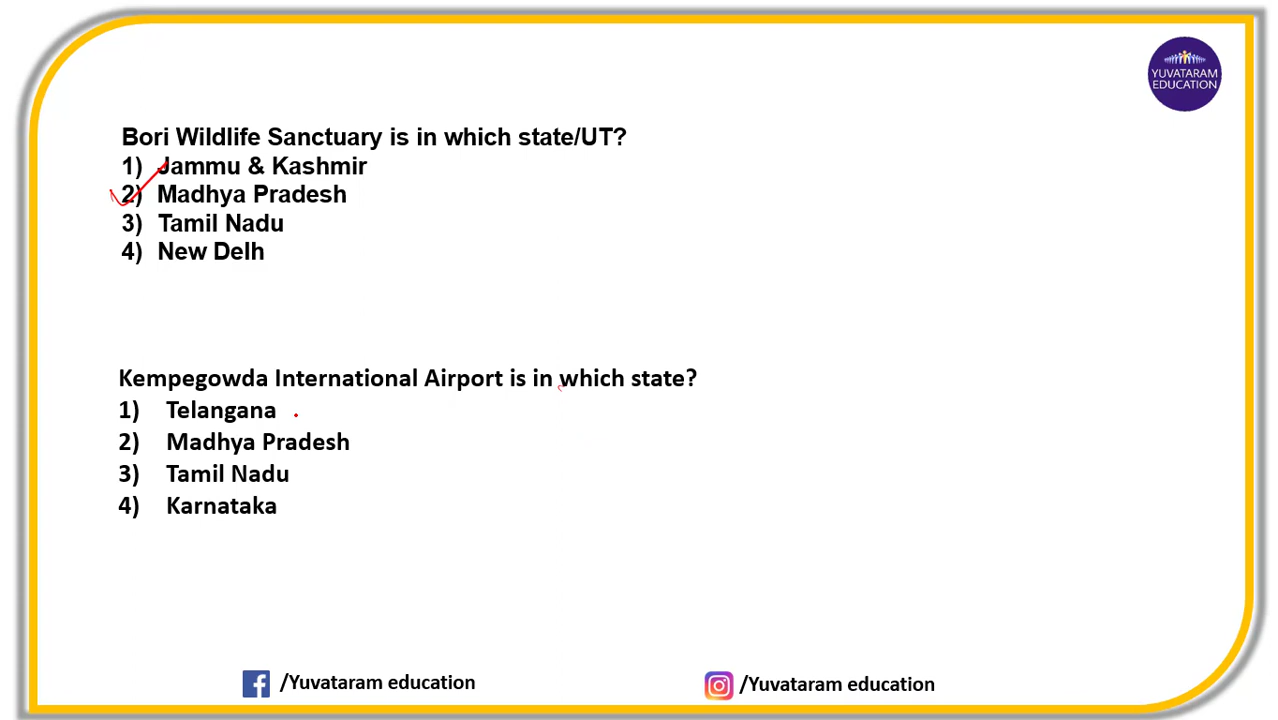 YUVATARAM
EDUCATION
Bori Wildlife Sanctuary is in which state/UT?
1) Jammu & Kashmir
2) Madhya Pradesh
3) Tamil Nadu
4) New Delh
Kempegowda International Airport is in which state?
1) Telangana
2) Madhya Pradesh
3) Tamil Nadu
4) Karnataka
/Yuvataram education
/Yuvataram education